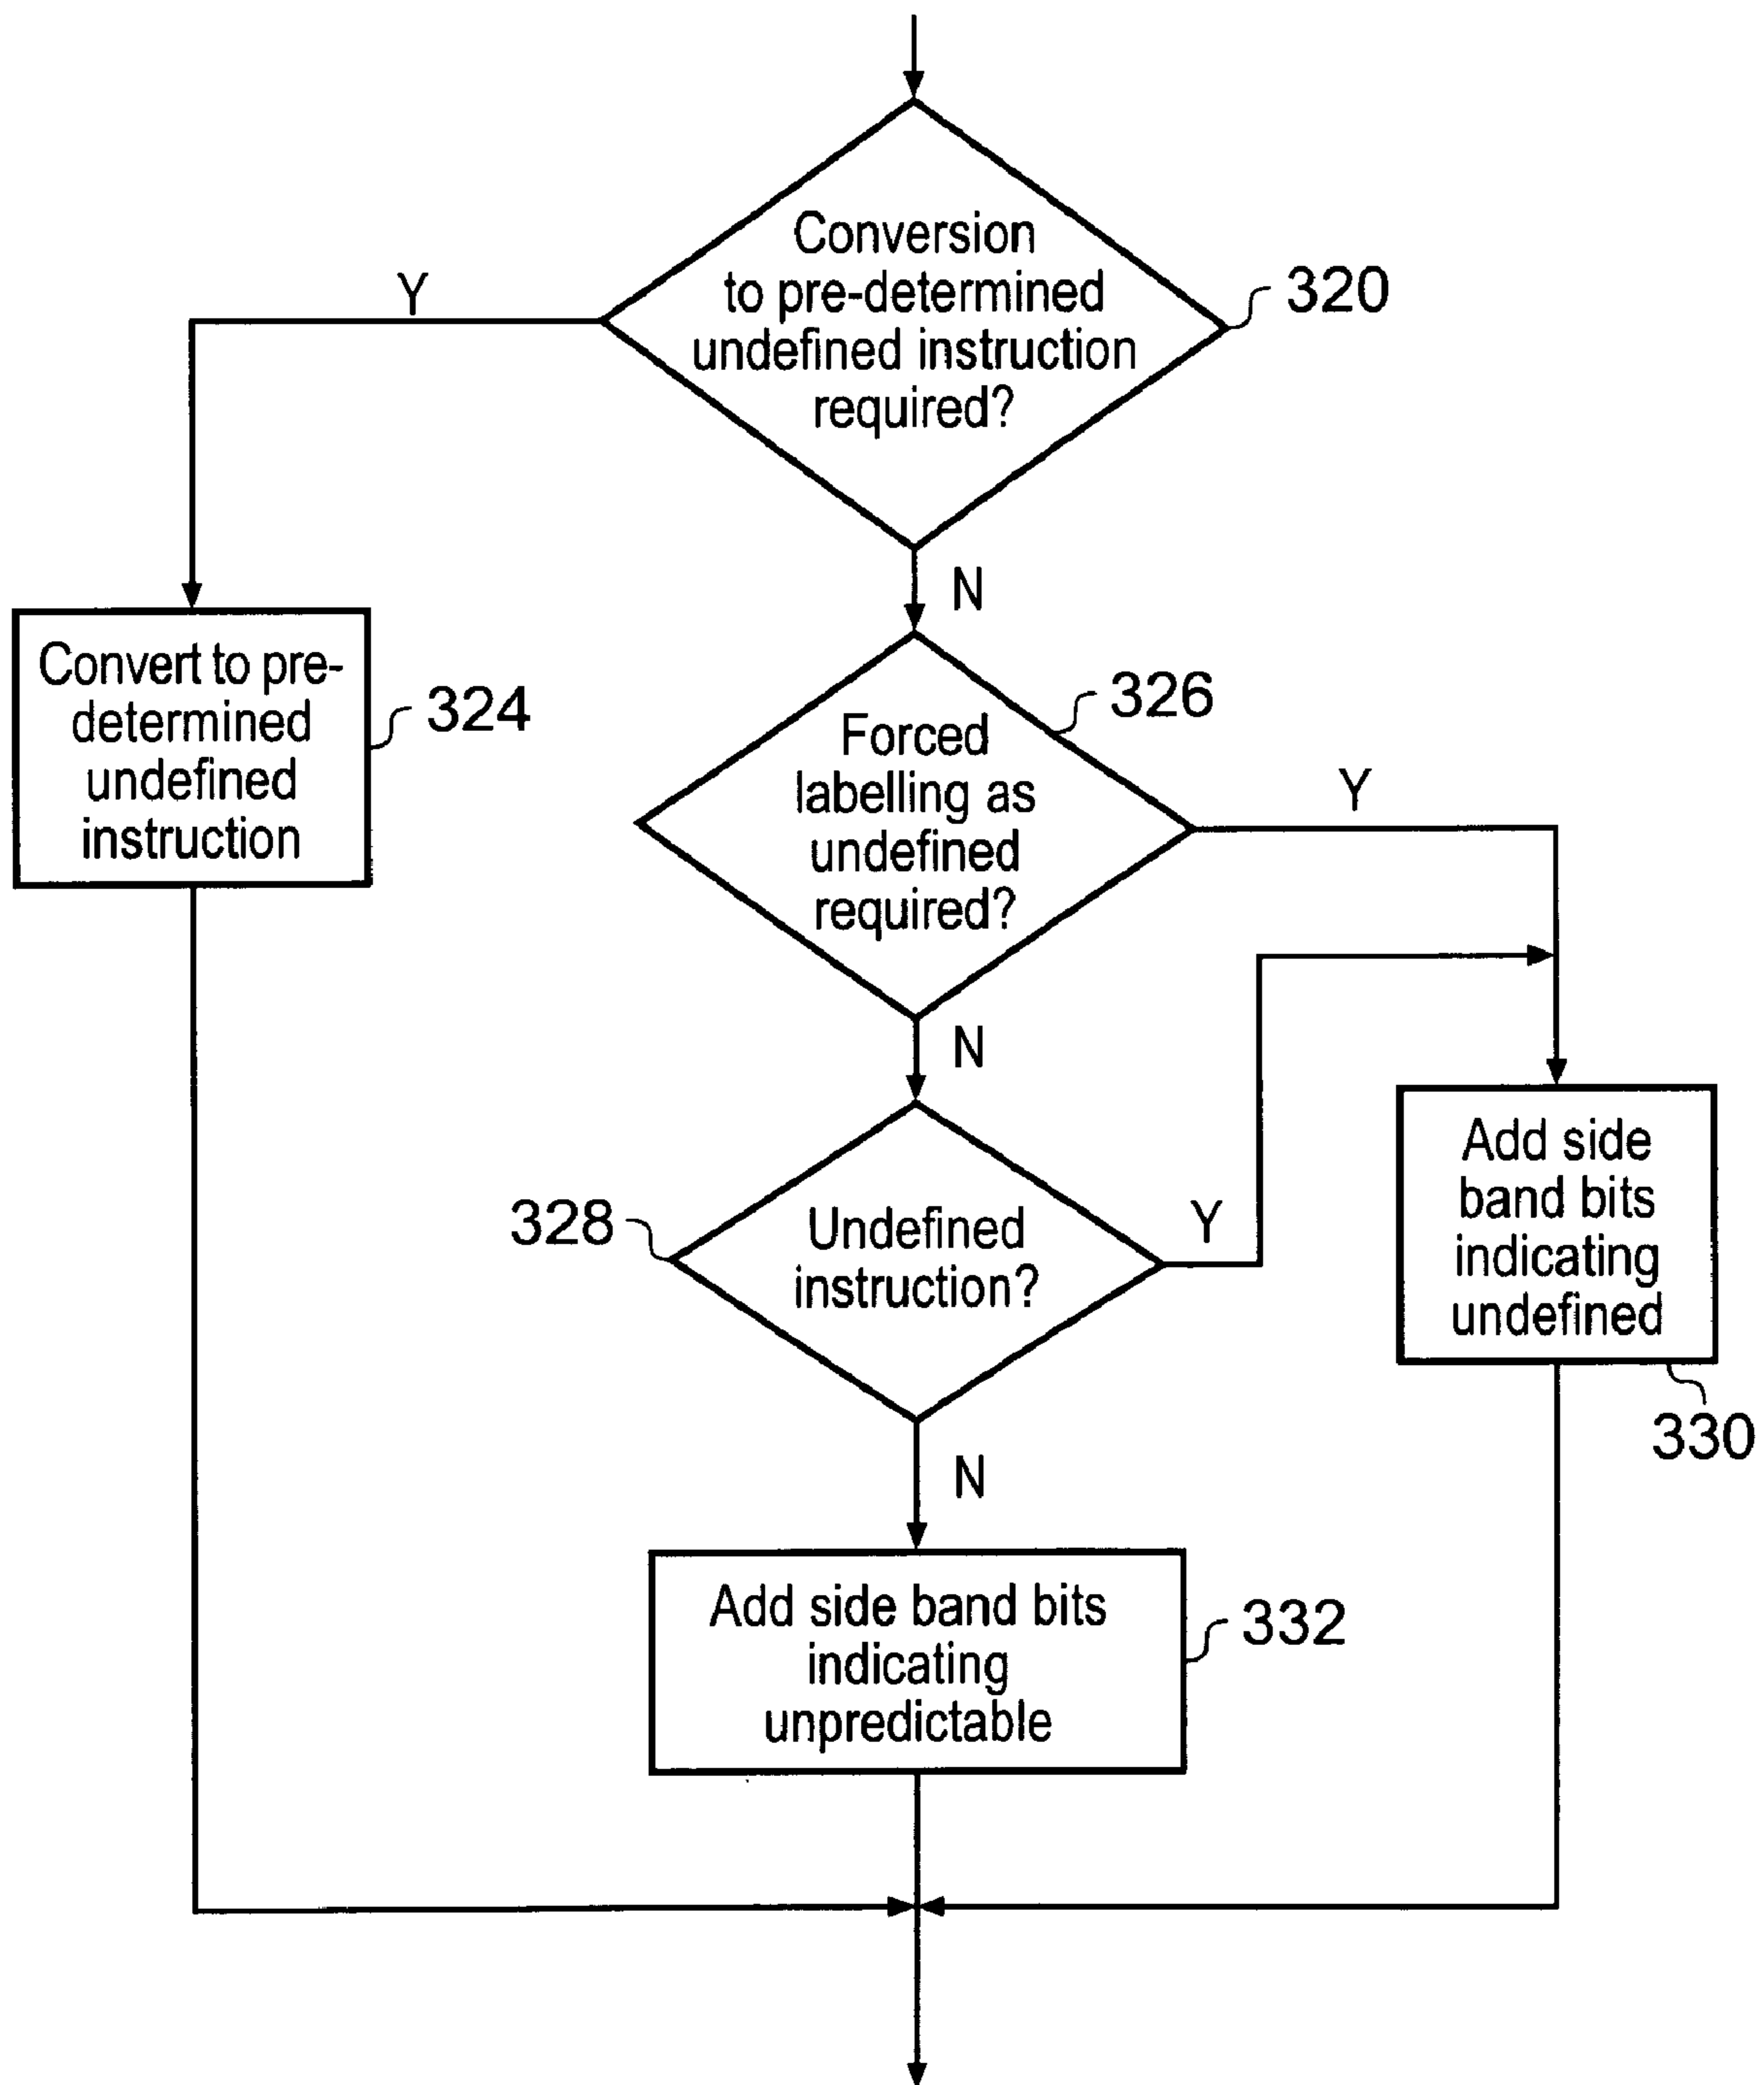 Conversion
to pre-determined
undefined instruction
required?
320
Y
N
Convert to pre-
determined
undefined
instruction
324
Forced
labelling as
undefined
required?
326
Y
N
Undefined
instruction?
328
Y
N
Add side
band bits
indicating
undefined
330
Add side band bits
indicating
unpredictable
332